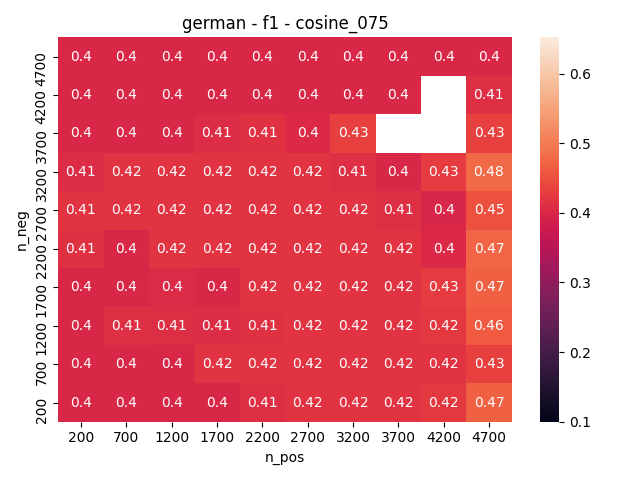 german - f1 - cosine_075
n_neg
4700 0.4 0.4 0.4 0.4 0.4 0.4 0.4 0.4 0.4 0.4
4200 0.4 0.4 0.4 0.4 0.4 0.4 0.4 0.4 0.41
3700 0.4 0.4 0.4 0.41 0.41 0.4 0.43 0.43
3200 0.41 0.42 0.42 0.42 0.42 0.42 0.41 0.4 0.43 0.48
2700 0.41 0.42 0.42 0.42 0.42 0.42 0.42 0.41 0.4 0.45
2200 0.41 0.4 0.42 0.42 0.42 0.42 0.42 0.42 0.4 0.47
1700 0.4 0.4 0.4 0.4 0.42 0.42 0.42 0.42 0.43 0.47
1200 0.4 0.41 0.41 0.41 0.41 0.42 0.42 0.42 0.42 0.46
700 0.4 0.4 0.4 0.42 0.42 0.42 0.42 0.42 0.42 0.43
200 0.4 0.4 0.4 0.4 0.41 0.42 0.42 0.42 0.42 0.47
200 700 1200 1700 2200 2700 3200 3700 4200 4700
n_pos
0.6
0.5
0.4
0.3
0.2
0.1